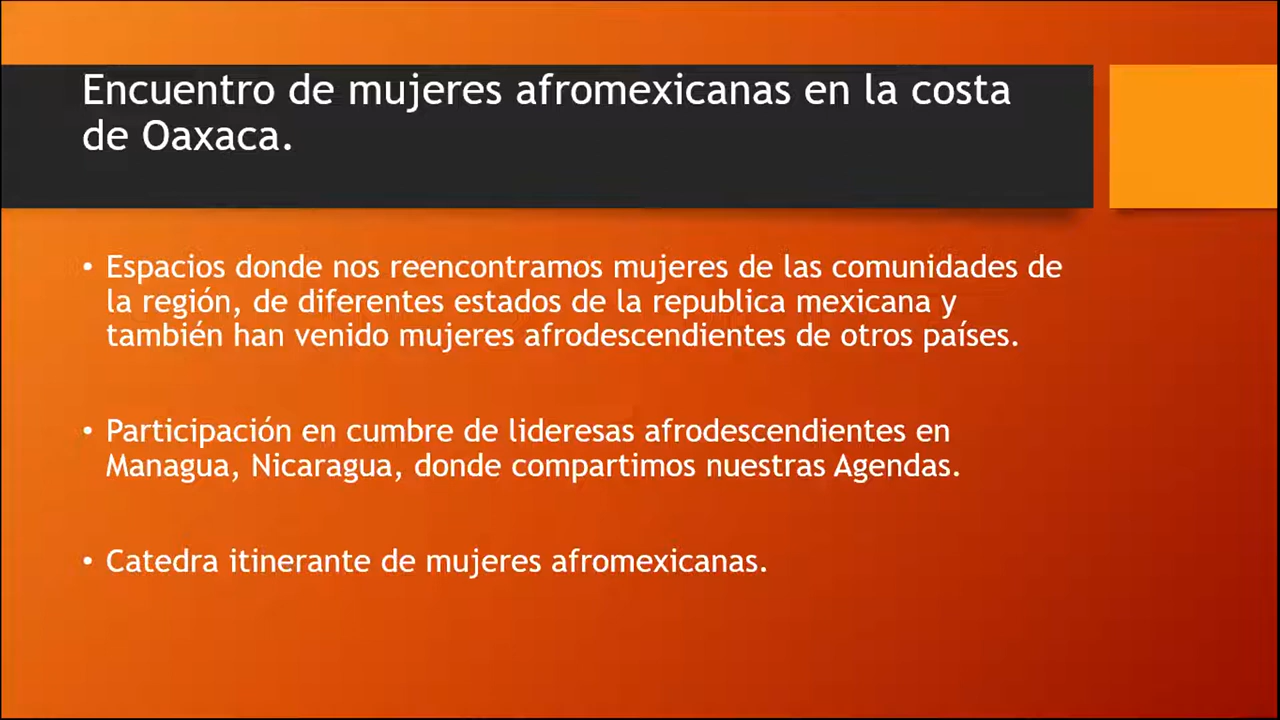 Encuentro de mujeres afromexicanas en la costa
de Oaxaca.
• Espacios donde nos reencontramos mujeres de las comunidades de
la región, de diferentes estados de la republica mexicana y
también han venido mujeres afrodescendientes de otros países.
• Participación en cumbre de lideresas afrodescendientes en
Managua, Nicaragua, donde compartimos nuestras Agendas.
• Catedra itinerante de mujeres afromexicanas.